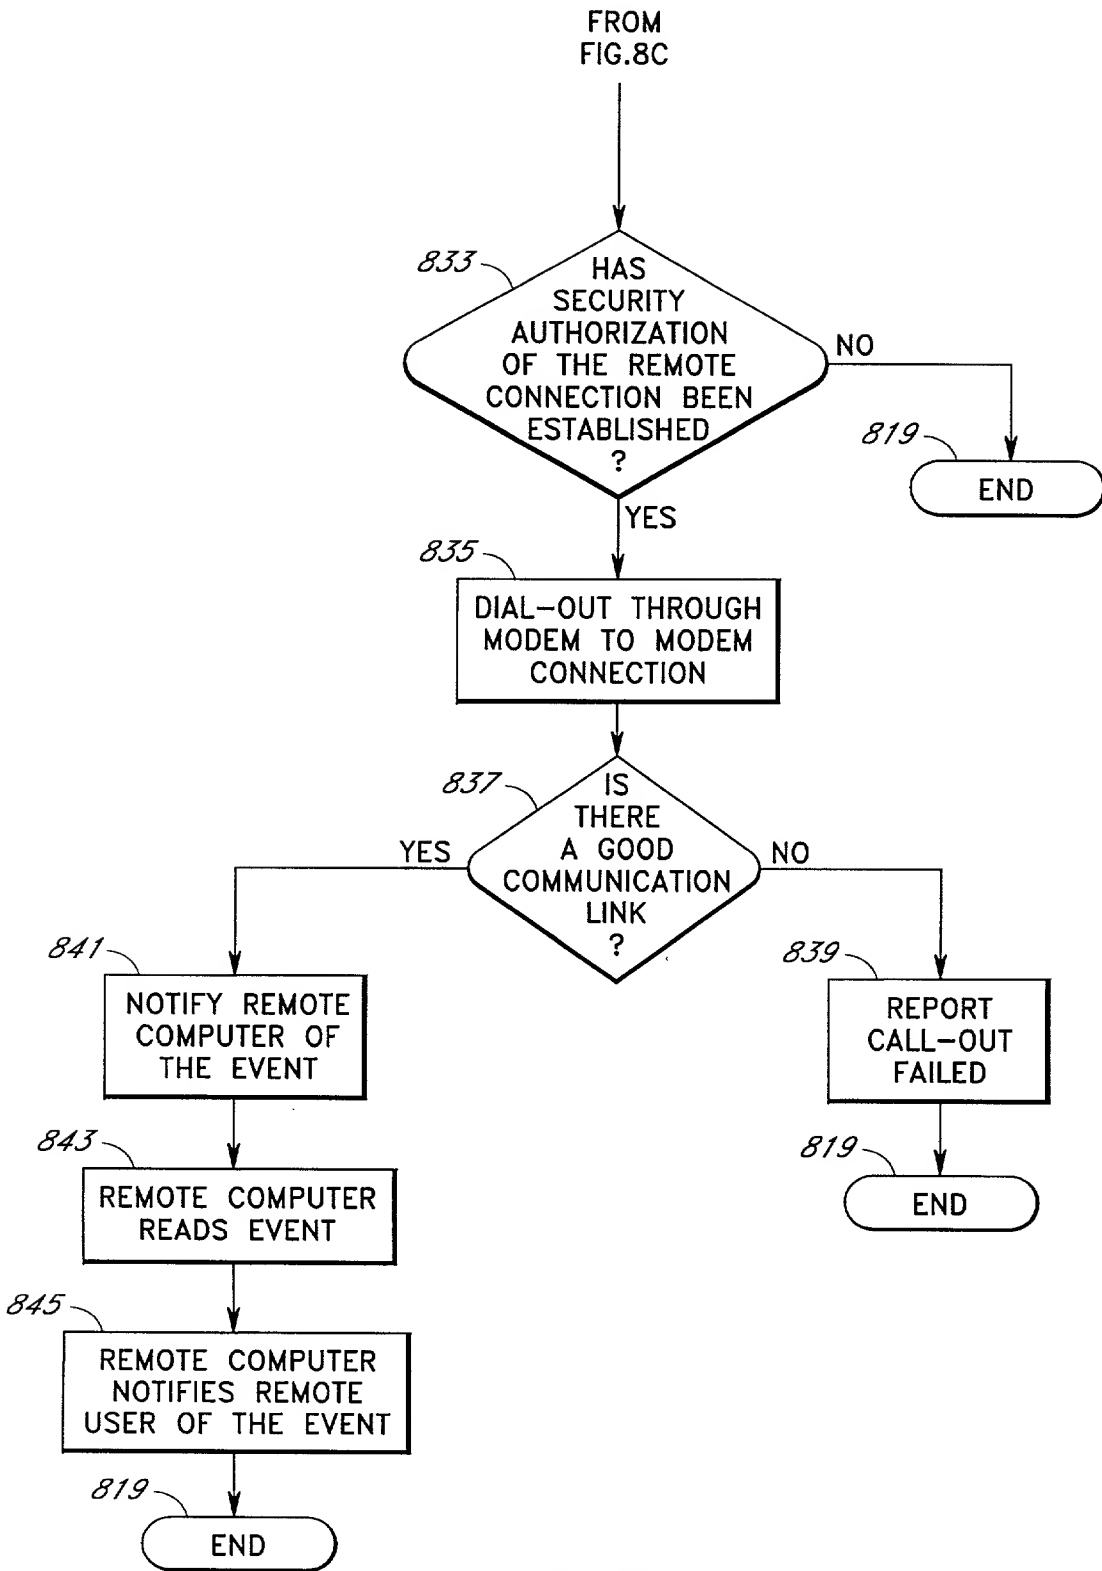 FROM
FIG.8C
833
HAS
SECURITY
AUTHORIZATION
OF THE REMOTE
CONNECTION BEEN
ESTABLISHED
?
NO
819
END
YES
835
DIAL-OUT THROUGH
MODEM TO MODEM
CONNECTION
837
IS
THERE
A GOOD
COMMUNICATION
LINK
?
YES
NO
841
NOTIFY REMOTE
COMPUTER OF
THE EVENT
839
REPORT
CALL-OUT
FAILED
843
REMOTE COMPUTER
READS EVENT
819
END
845
REMOTE COMPUTER
NOTIFIES REMOTE
USER OF THE EVENT
819
END